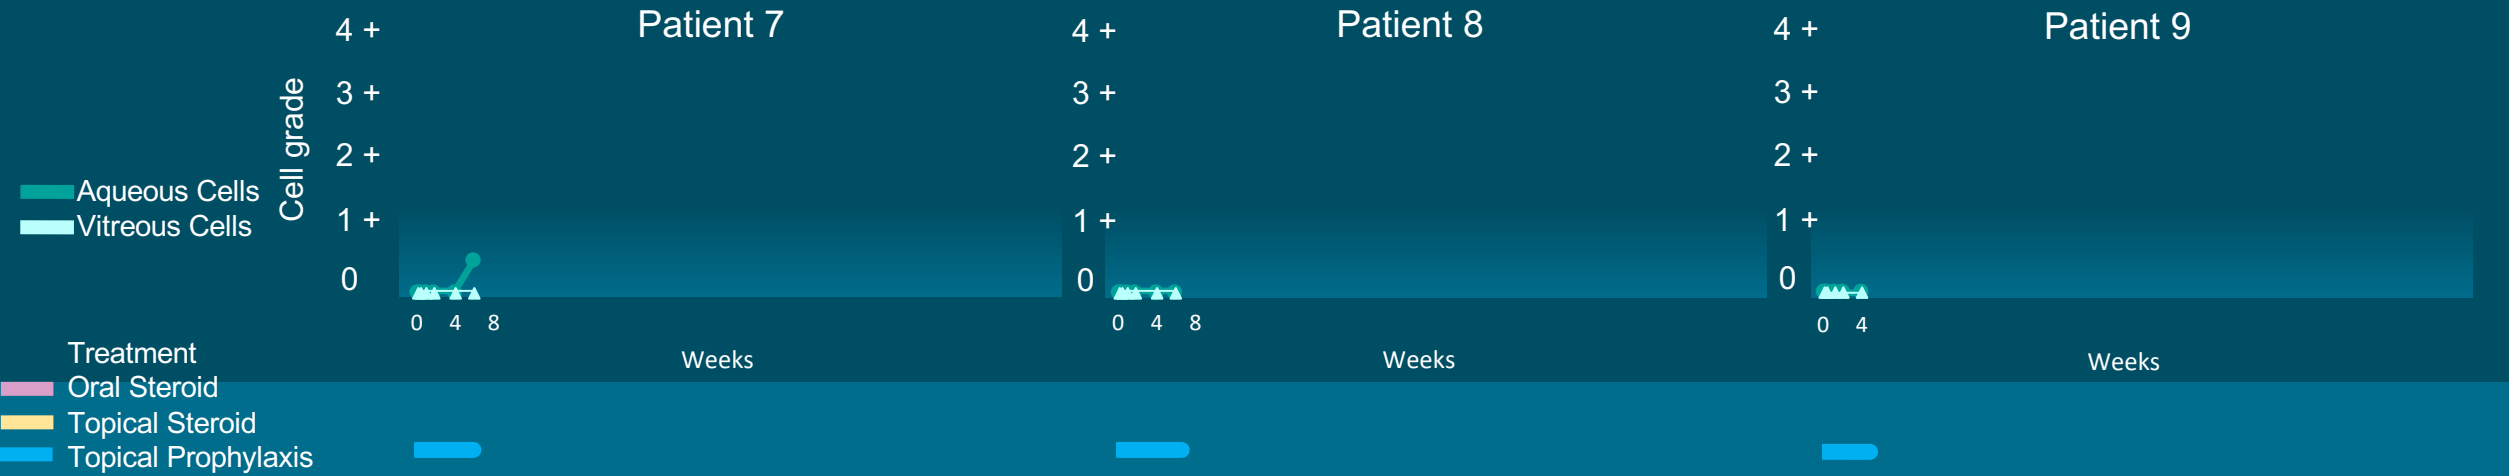 Patient 7
4 +
3 +
2 +
1 +
0
Cell grade
0 4 8
Weeks
Patient 8
4 +
3 +
2 +
1 +
0
0 4 8
Weeks
Patient 9
4 +
3 +
2 +
1 +
0
0 4
Weeks
Aqueous Cells
Vitreous Cells
Treatment
Oral Steroid
Topical Steroid
Topical Prophylaxis